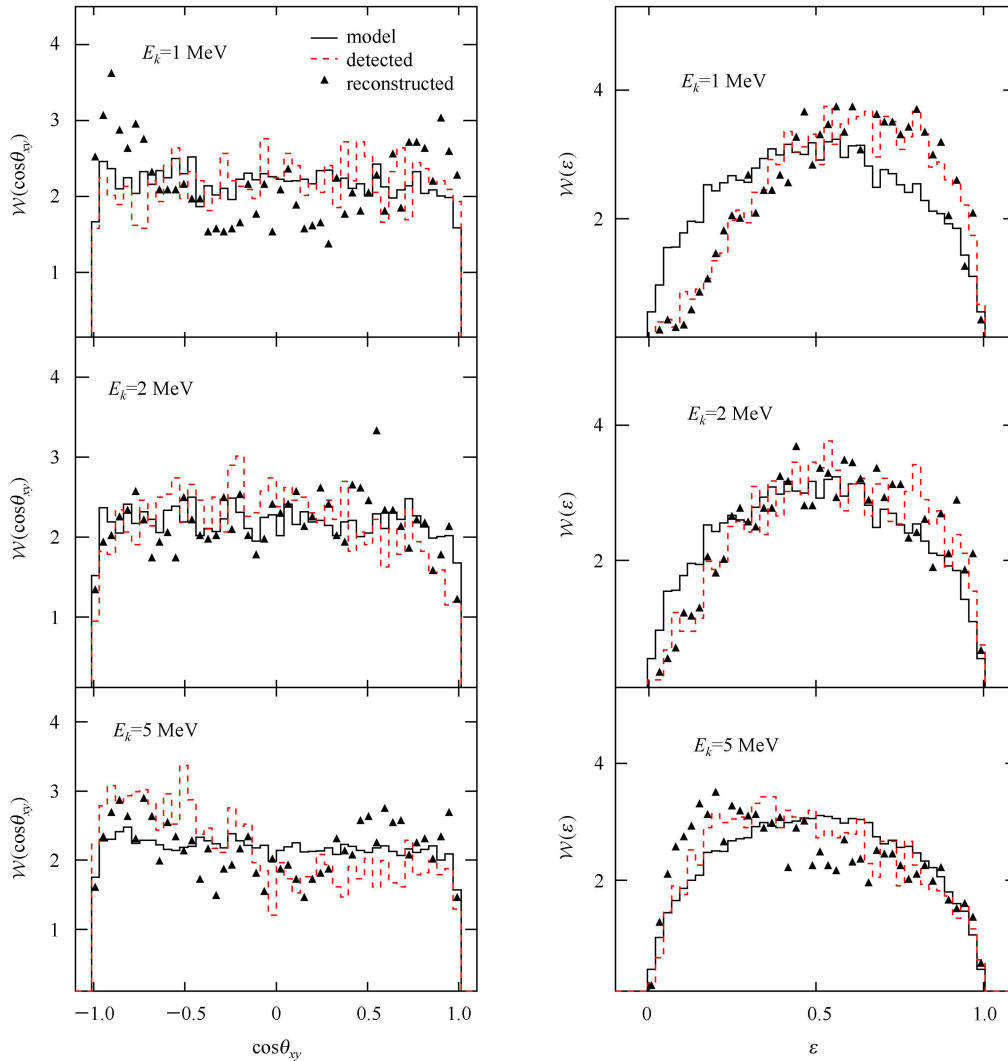 4
3
2
1
E_k=1 MeV
model
detected
reconstructed
W(cosθ_xy)
4
2
E_k=1 MeV
W(ε)
4
3
2
1
E_k=2 MeV
W(cosθ_xy)
4
2
E_k=2 MeV
W(ε)
4
3
2
1
E_k=5 MeV
W(cosθ_xy)
−1.0 −0.5 0 0.5 1.0
cosθ_xy
4
2
E_k=5 MeV
W(ε)
0 0.5 1.0
ε